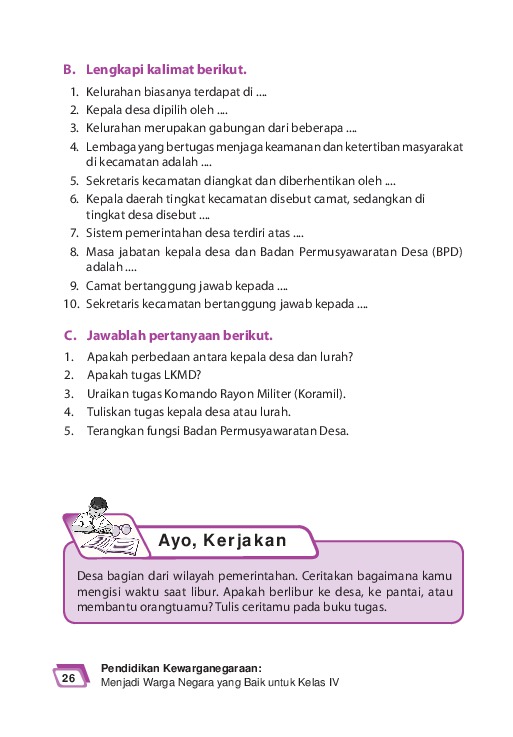 B. Lengkapi kalimat berikut.
1. Kelurahan biasanya terdapat di ....
2. Kepala desa dipilih oleh ....
3. Kelurahan merupakan gabungan dari beberapa ....
4. Lembaga yang bertugas menjaga keamanan dan ketertiban masyarakat
di kecamatan adalah ....
5. Sekretaris kecamatan diangkat dan diberhentikan oleh ....
6. Kepala daerah tingkat kecamatan disebut camat, sedangkan di
tingkat desa disebut ....
7. Sistem pemerintahan desa terdiri atas ....
8. Masa jabatan kepala desa dan Badan Permusyawaratan Desa (BPD)
adalah ....
9. Camat bertanggung jawab kepada ....
10. Sekretaris kecamatan bertanggung jawab kepada ....
C. Jawablah pertanyaan berikut.
1. Apakah perbedaan antara kepala desa dan lurah?
2. Apakah tugas LKMD?
3. Uraikan tugas Komando Rayon Militer (Koramil).
4. Tuliskan tugas kepala desa atau lurah.
5. Terangkan fungsi Badan Permusyawaratan Desa.
Ayo, Kerjakan
Desa bagian dari wilayah pemerintahan. Ceritakan bagaimana kamu
mengisi waktu saat libur. Apakah berlibur ke desa, ke pantai, atau
membantu orangtuamu? Tulis ceritamu pada buku tugas.
26
Pendidikan Kewarganegaraan:
Menjadi Warga Negara yang Baik untuk Kelas IV